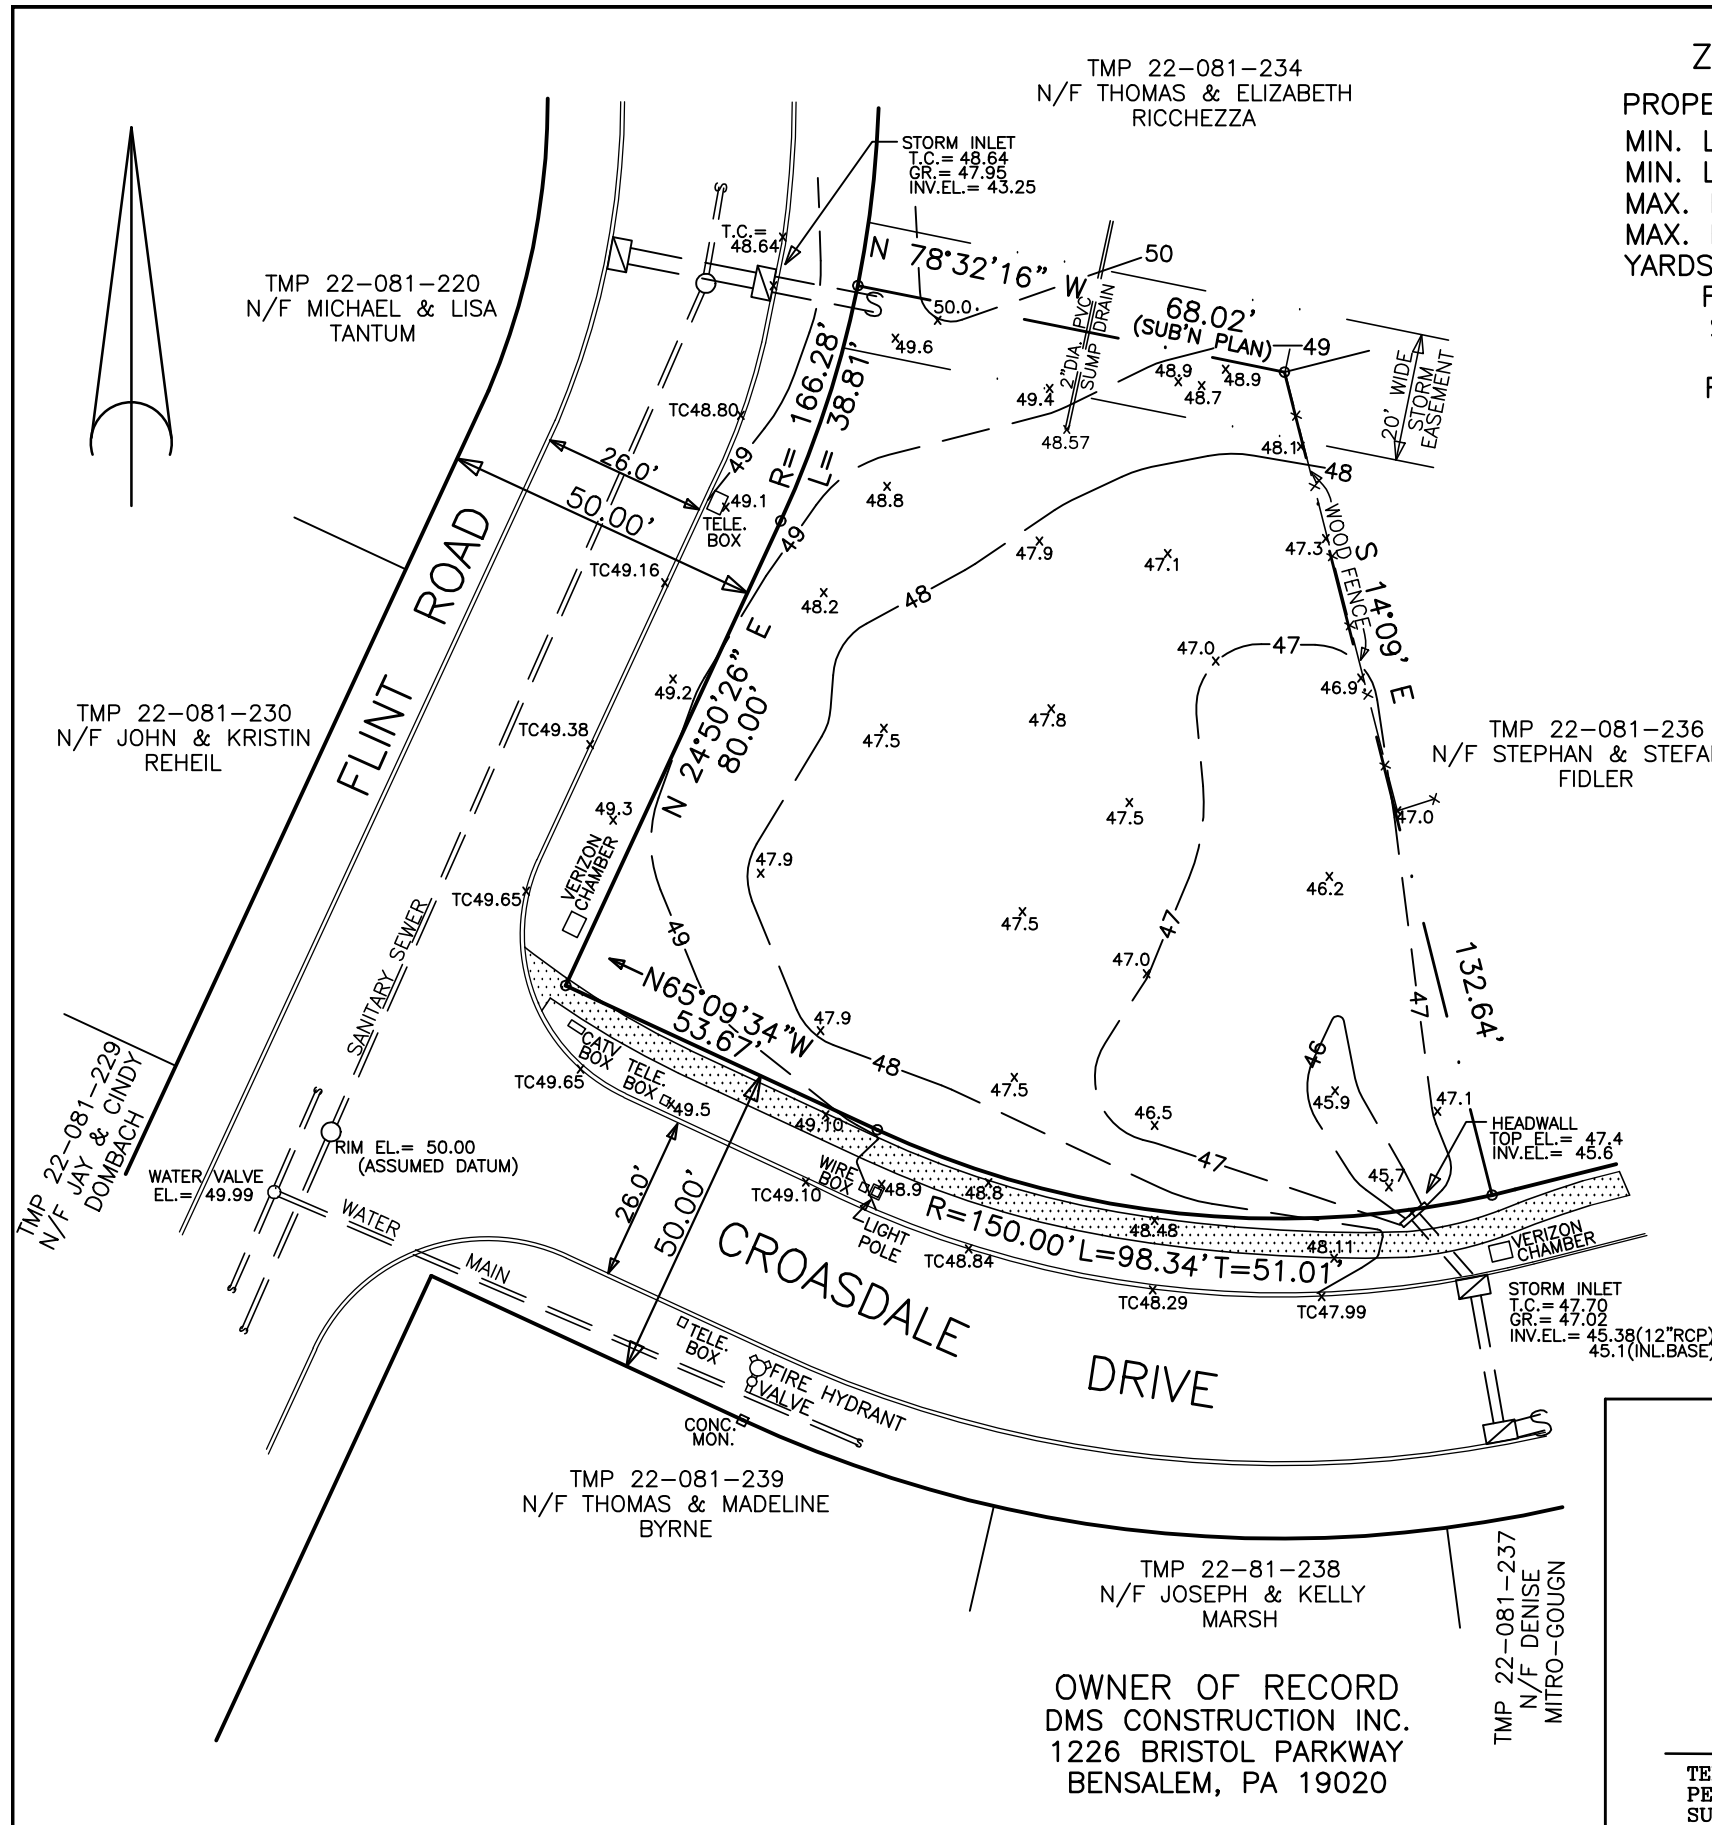 TMP 22-081-234
N/F THOMAS & ELIZABETH
RICCHEZZA
Z
PROPE
MIN. L
MIN. L
MAX.
MAX.
YARDS
STORM INLET
T.C.= 48.64
GR.= 47.95
INV.EL.= 43.25
T.C.=
48.64
N 78°32'16" W
50
68.02'
(SUB'N PLAN)
49
50.0
49.6
2"DIA. PVC
SUMP DRAIN
49.4
48.57
48.9
48.7
48.9
48.1
48
20' WIDE
STORM
EASEMENT
TMP 22-081-220
N/F MICHAEL & LISA
TANTUM
R= 166.28'
L= 38.81'
TC48.80
49
26.0'
50.00'
49.1
TELE.
BOX
49
48.8
TC49.16
47.9
47.1
47.3
WOOD FENCE
S 14°09' E
132.64'
48.2
48
47.0
47
46.9
FLINT ROAD
49.2
N 24°50'26" E
80.00'
TC49.38
47.5
47.8
TMP 22-081-230
N/F JOHN & KRISTIN
REHEIL
TMP 22-081-236
N/F STEPHAN & STEFA
FIDLER
49.3
47.5
47.0
VERIZON
CHAMBER
47.9
46.2
TC49.65
SANITARY SEWER
49
47.5
47
47.0
47
N65°09'34"W
53.67'
47.9
48
46
CATV
BOX
TC49.65
TELE.
BOX
49.5
47.5
46.5
45.9
47.1
49.10
TMP 22-081-229
N/F JAY & CINDY
DOMBACH
RIM EL.= 50.00
(ASSUMED DATUM)
WATER VALVE
EL.= 49.99
HEADWALL
TOP EL.= 47.4
INV.EL.= 45.6
47
45.7
26.0'
50.00'
TC49.10
WIRE
BOX
48.9
48.8
48.48
48.11
LIGHT
POLE
R=150.00' L=98.34' T=51.01'
TC48.84
TC48.29
TC47.99
VERIZON
CHAMBER
WATER MAIN
CROASDALE DRIVE
STORM INLET
T.C.= 47.70
GR.= 47.02
INV.EL.= 45.38(12"RCP)
45.1(INL.BASE)
TELE.
BOX
FIRE HYDRANT
VALVE
CONC.
MON.
TMP 22-081-239
N/F THOMAS & MADELINE
BYRNE
TMP 22-81-238
N/F JOSEPH & KELLY
MARSH
TMP 22-081-237
N/F DENISE
MITRO-GOUGN
OWNER OF RECORD
DMS CONSTRUCTION INC.
1226 BRISTOL PARKWAY
BENSALEM, PA 19020
TE
PE
SU